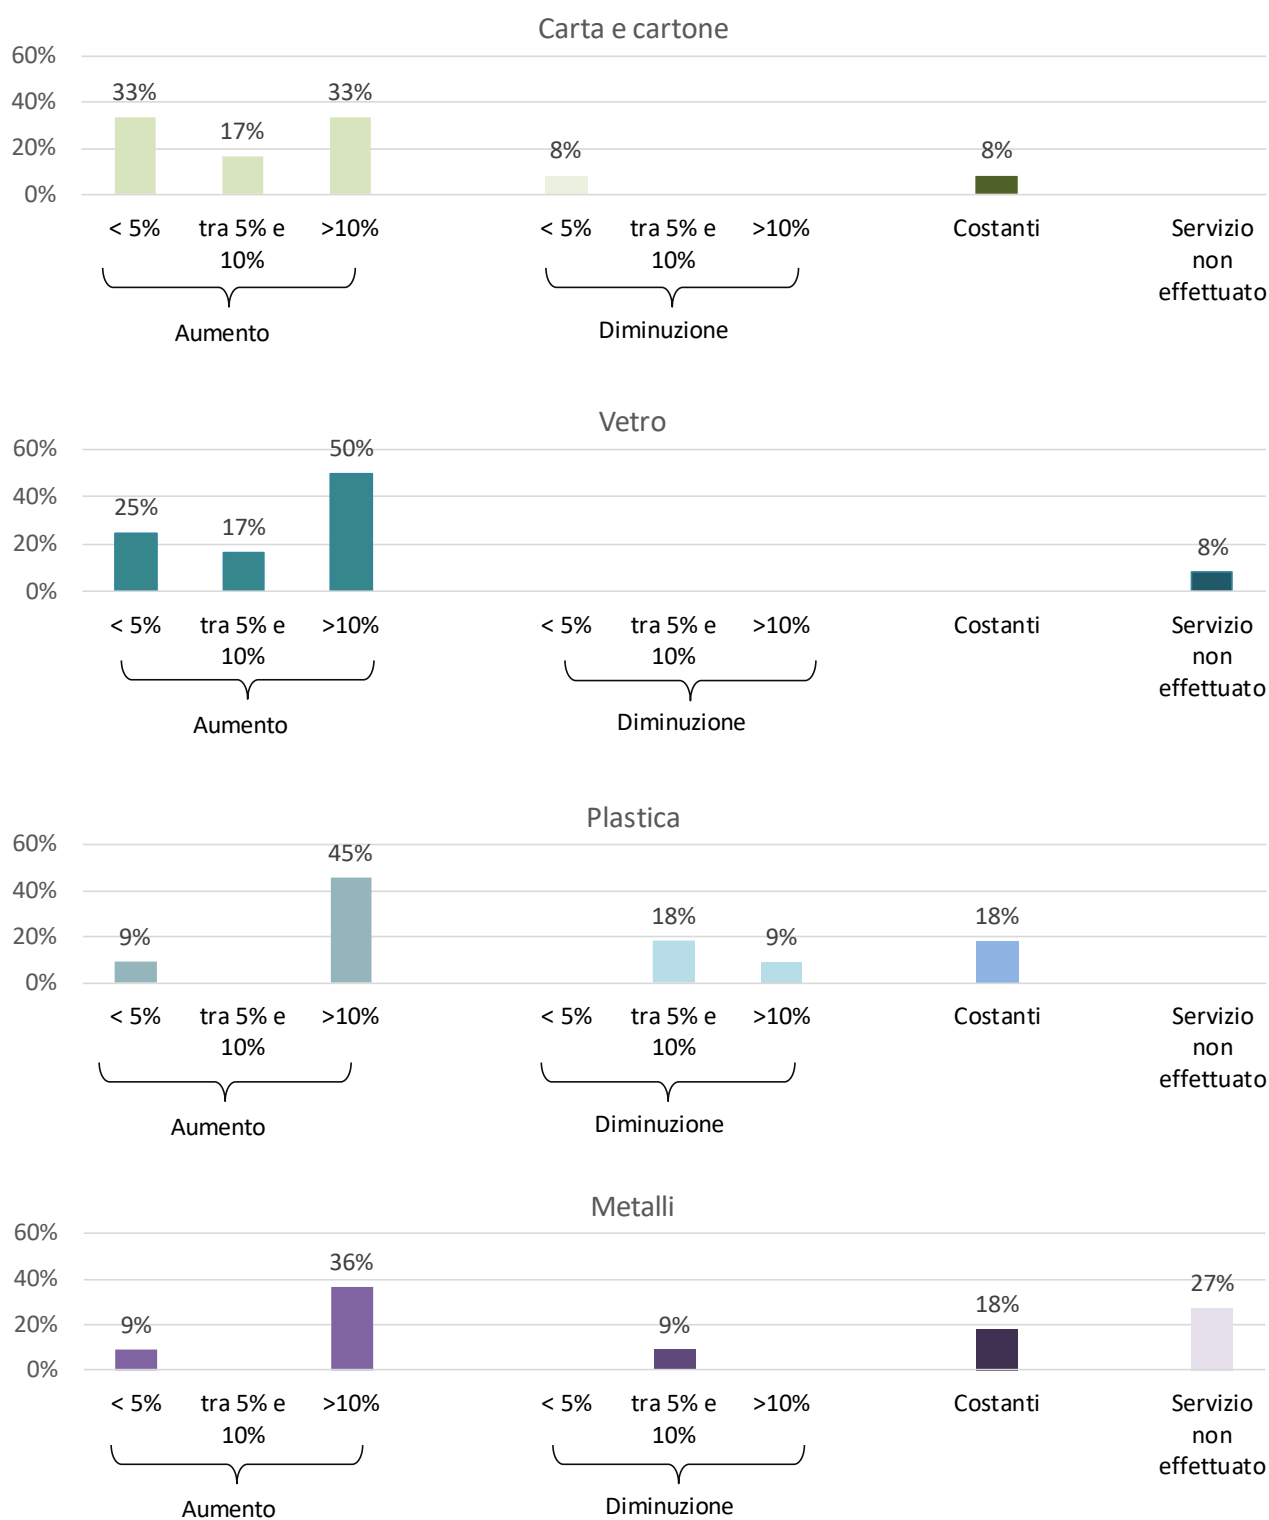 Carta e cartone
60%
40%
20%
0%
33%
17%
33%
8%
8%
< 5%
tra 5% e
10%
>10%
< 5%
tra 5% e
10%
>10%
Costanti
Servizio
non
effettuato
Aumento
Diminuzione
Vetro
60%
40%
20%
0%
25%
17%
50%
8%
< 5%
tra 5% e
10%
>10%
< 5%
tra 5% e
10%
>10%
Costanti
Servizio
non
effettuato
Aumento
Diminuzione
Plastica
60%
40%
20%
0%
9%
45%
18%
9%
18%
< 5%
tra 5% e
10%
>10%
< 5%
tra 5% e
10%
>10%
Costanti
Servizio
non
effettuato
Aumento
Diminuzione
Metalli
60%
40%
20%
0%
9%
36%
9%
18%
27%
< 5%
tra 5% e
10%
>10%
< 5%
tra 5% e
10%
>10%
Costanti
Servizio
non
effettuato
Aumento
Diminuzione